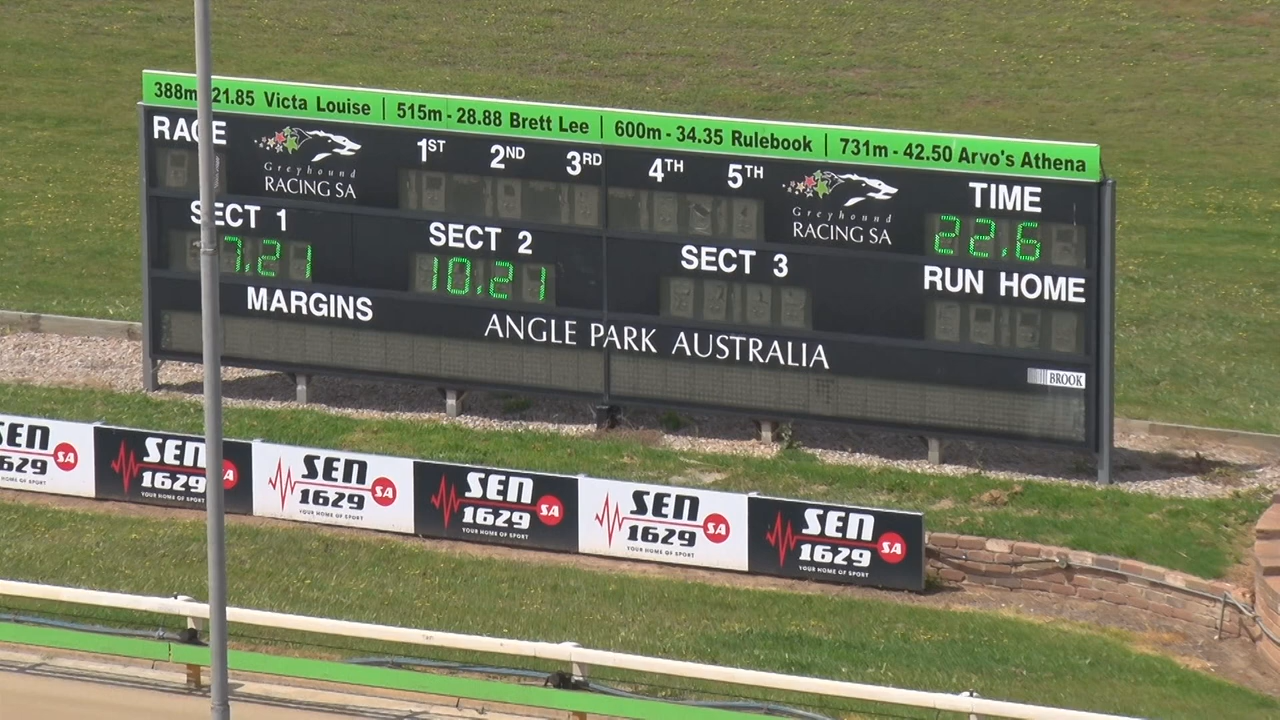 388m - 21.85 Victa Louise | 515m - 28.88 Brett Lee | 600m - 34.35 Rulebook | 731m - 42.50 Arvo's Athena
RACE
Greyhound
RACING SA
1ST 2ND 3RD 4TH 5TH
Greyhound
RACING SA
TIME
22.6
SECT 1
7.21
SECT 2
10.21
SECT 3
RUN HOME
MARGINS
ANGLE PARK AUSTRALIA
BROOK
SEN
1629 SA
SEN
1629 SA
YOUR HOME OF SPORT
SEN
1629 SA
YOUR HOME OF SPORT
SEN
1629 SA
YOUR HOME OF SPORT
SEN
1629 SA
YOUR HOME OF SPORT
SEN
1629 SA
YOUR HOME OF SPORT